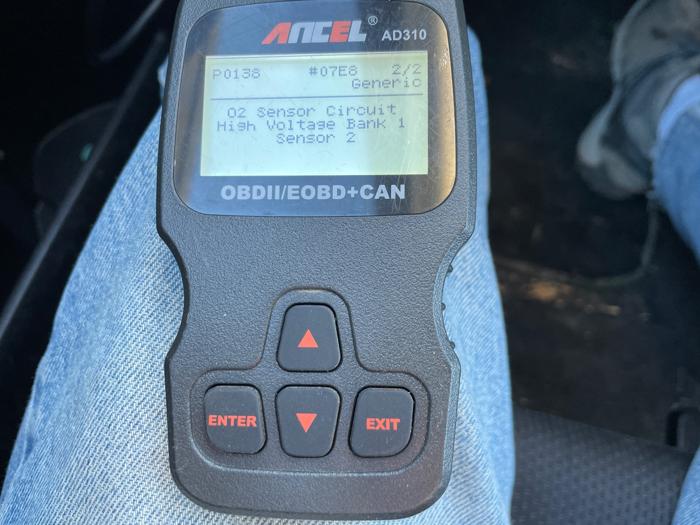 ANCEL® AD310
P0138 #07E8 2/2
Generic
O2 Sensor Circuit
High Voltage Bank 1
Sensor 2
OBDII/EOBD+CAN
ENTER
EXIT